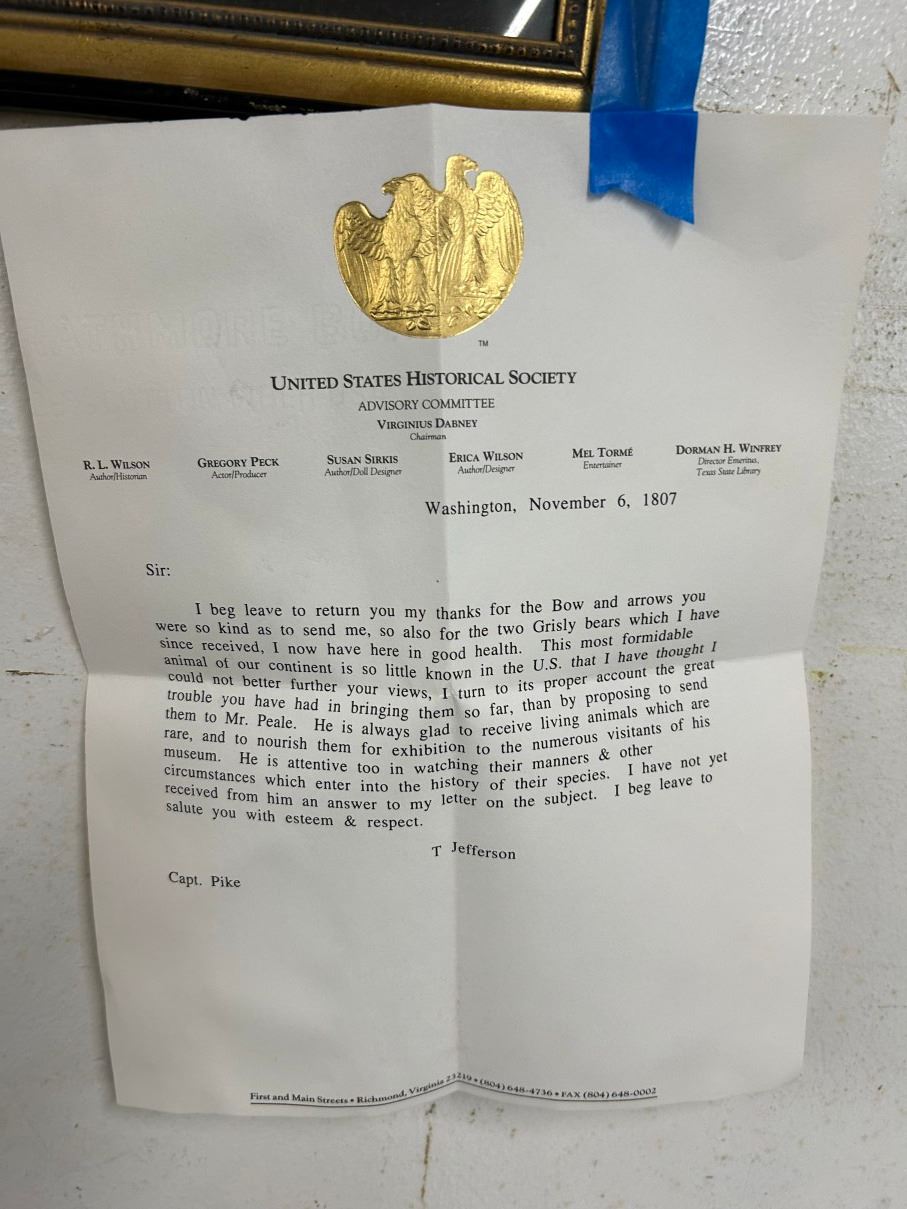 TM
UNITED STATES HISTORICAL SOCIETY
ADVISORY COMMITTEE
VIRGINIUS DABNEY
Chairman
R. L. WILSON
Author/Historian
GREGORY PECK
Actor/Producer
SUSAN SIRKIS
Author/Doll Designer
ERICA WILSON
Author/Designer
MEL TORMÉ
Entertainer
DORMAN H. WINFREY
Director Emeritus,
Texas State Library
Washington, November 6, 1807
Sir:
I beg leave to return you my thanks for the Bow and arrows you
were so kind as to send me, so also for the two Grisly bears which I have
since received, I now have here in good health. This most formidable
animal of our continent is so little known in the U.S. that I have thought I
could not better further your views, I turn to its proper account the great
trouble you have had in bringing them so far, than by proposing to send
them to Mr. Peale. He is always glad to receive living animals which are
rare, and to nourish them for exhibition to the numerous visitants of his
museum. He is attentive too in watching their manners & other
circumstances which enter into the history of their species. I have not yet
received from him an answer to my letter on the subject. I beg leave to
salute you with esteem & respect.
T Jefferson
Capt. Pike
First and Main Streets • Richmond, Virginia 23219 • (804) 648-4736 • FAX (804) 648-0002